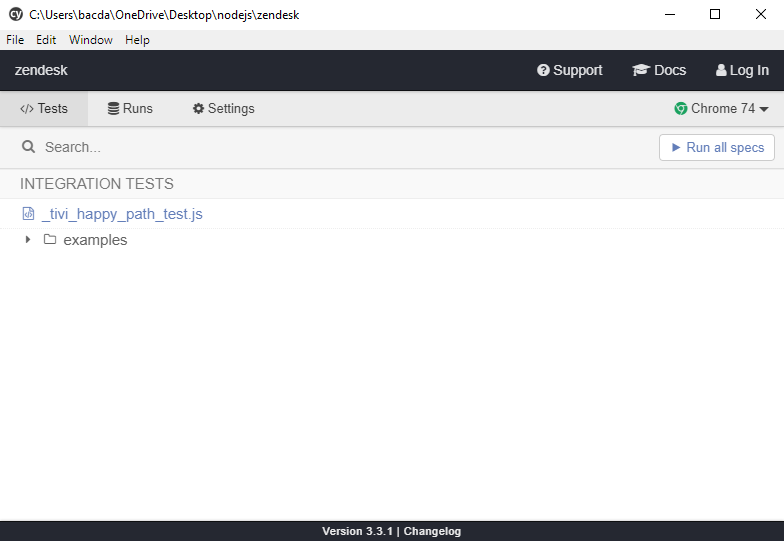 cy C:\Users\bacda\OneDrive\Desktop\nodejs\zendesk
File Edit Window Help
zendesk Support Docs Log In
</> Tests Runs Settings Chrome 74
Search... Run all specs
INTEGRATION TESTS
_tivi_happy_path_test.js
examples
Version 3.3.1 | Changelog